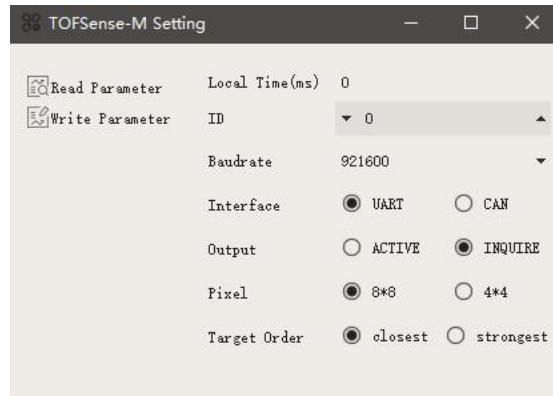 TOFSense-M Setting
Read Parameter
Write Parameter
Local Time(ms) 0
ID 0
Baudrate 921600
Interface UART CAN
Output ACTIVE INQUIRE
Pixel 8*8 4*4
Target Order closest strongest